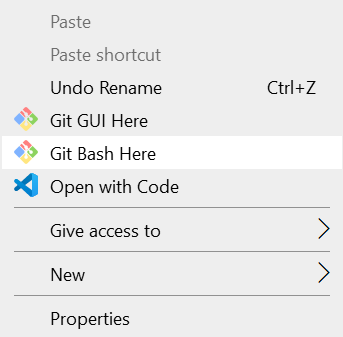 Paste
Paste shortcut
Undo Rename Ctrl+Z
Git GUI Here
Git Bash Here
Open with Code
Give access to
New
Properties